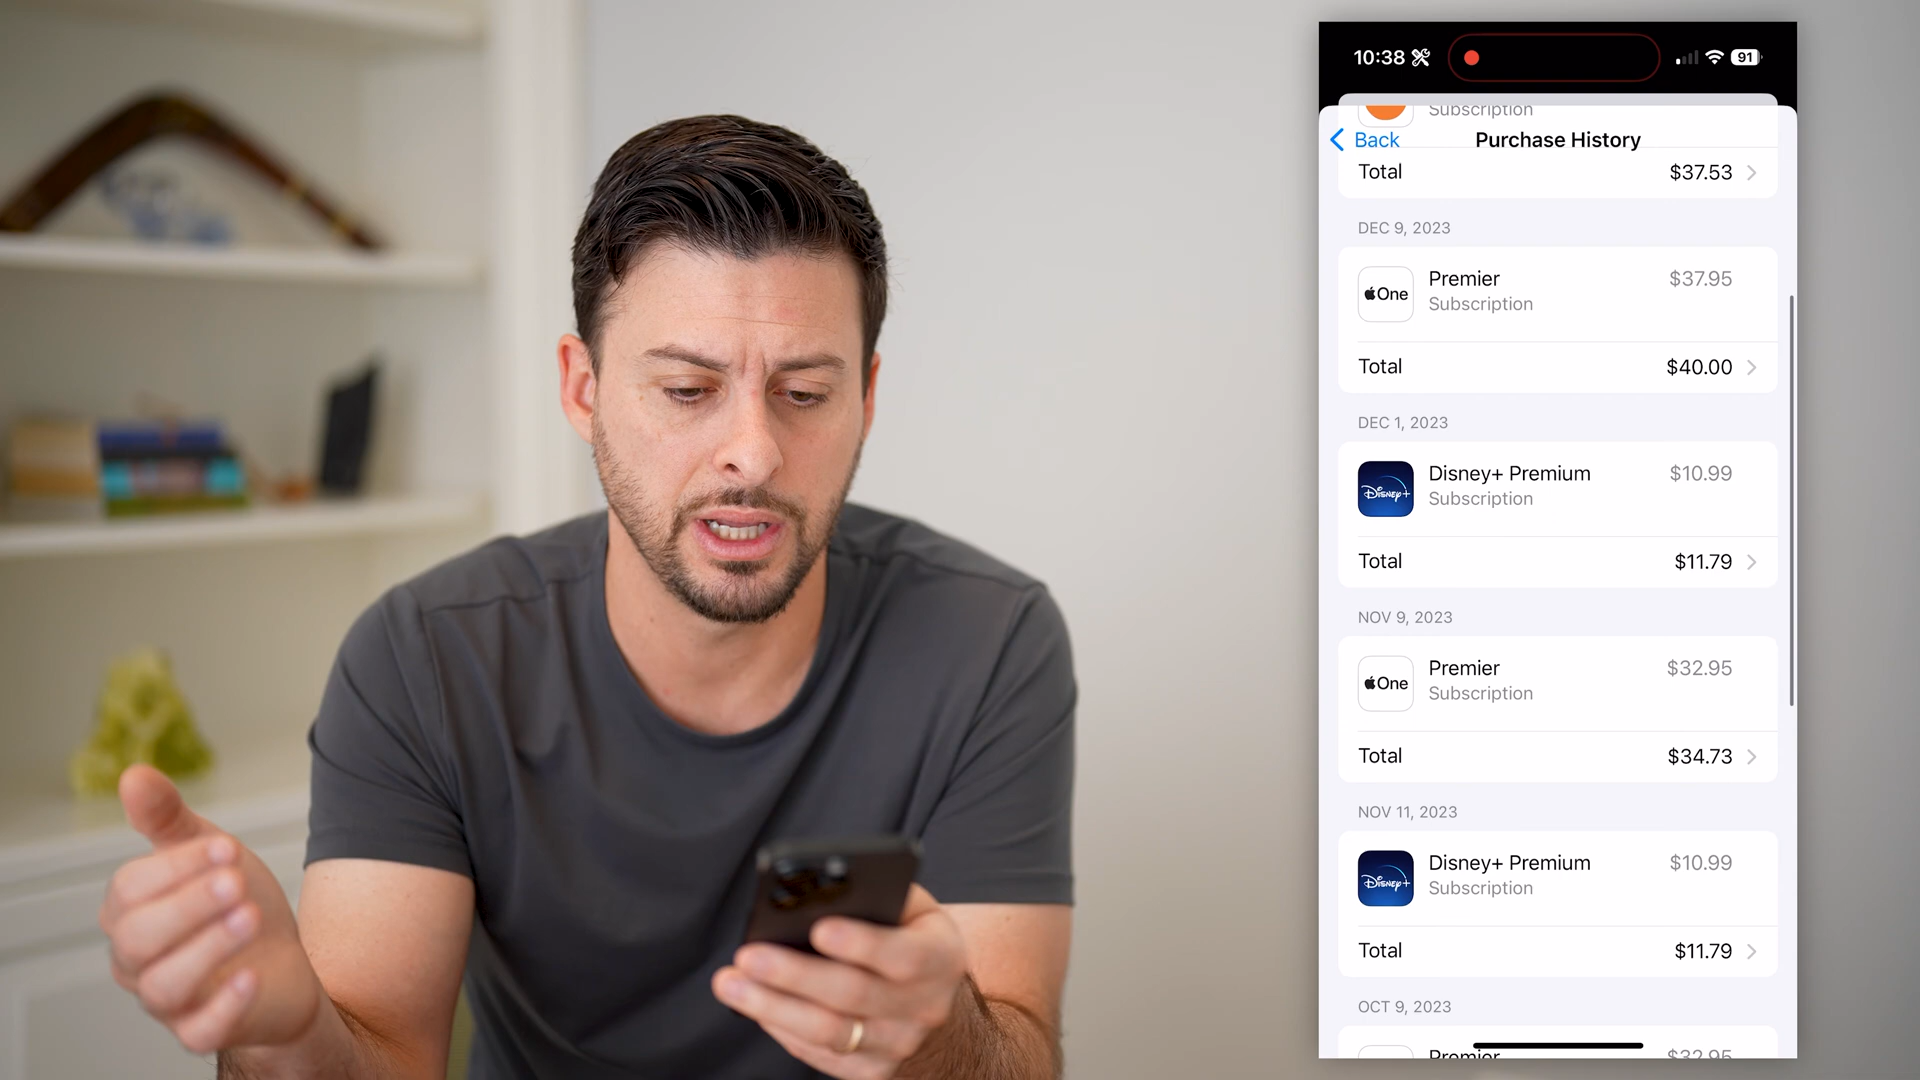 10:38
91
Subscription
Back
Purchase History
Total
$37.53
DEC 9, 2023
One
Premier
$37.95
Subscription
Total
$40.00
DEC 1, 2023
Disney+
Disney+ Premium
$10.99
Subscription
Total
$11.79
NOV 9, 2023
One
Premier
$32.95
Subscription
Total
$34.73
NOV 11, 2023
Disney+
Disney+ Premium
$10.99
Subscription
Total
$11.79
OCT 9, 2023
Premier
$32.95